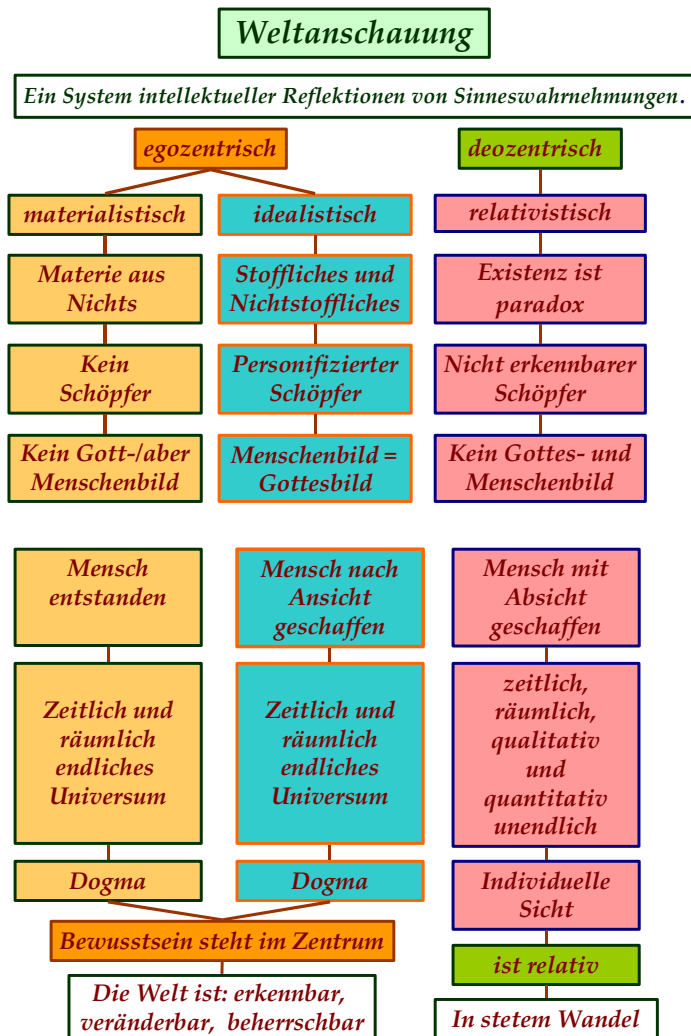 Weltanschauung
Ein System intellektueller Reflektionen von Sinneswahrnehmungen.
egozentrisch
deozentrisch
materialistisch
idealistisch
relativistisch
Materie aus
Nichts
Stoffliches und
Nichtstoffliches
Existenz ist
paradox
Kein
Schöpfer
Personifizierter
Schöpfer
Nicht erkennbarer
Schöpfer
Kein Gott-/aber
Menschenbild
Menschenbild =
Gottesbild
Kein Gottes- und
Menschenbild
Mensch
entstanden
Mensch nach
Ansicht
geschaffen
Mensch mit
Absicht
geschaffen
Zeitlich und
räumlich
endliches
Universum
Zeitlich und
räumlich
endliches
Universum
zeitlich,
räumlich,
qualitativ
und
quantitativ
unendlich
Dogma
Dogma
Individuelle
Sicht
Bewusstsein steht im Zentrum
ist relativ
Die Welt ist: erkennbar,
veränderbar, beherrschbar
In stetem Wandel